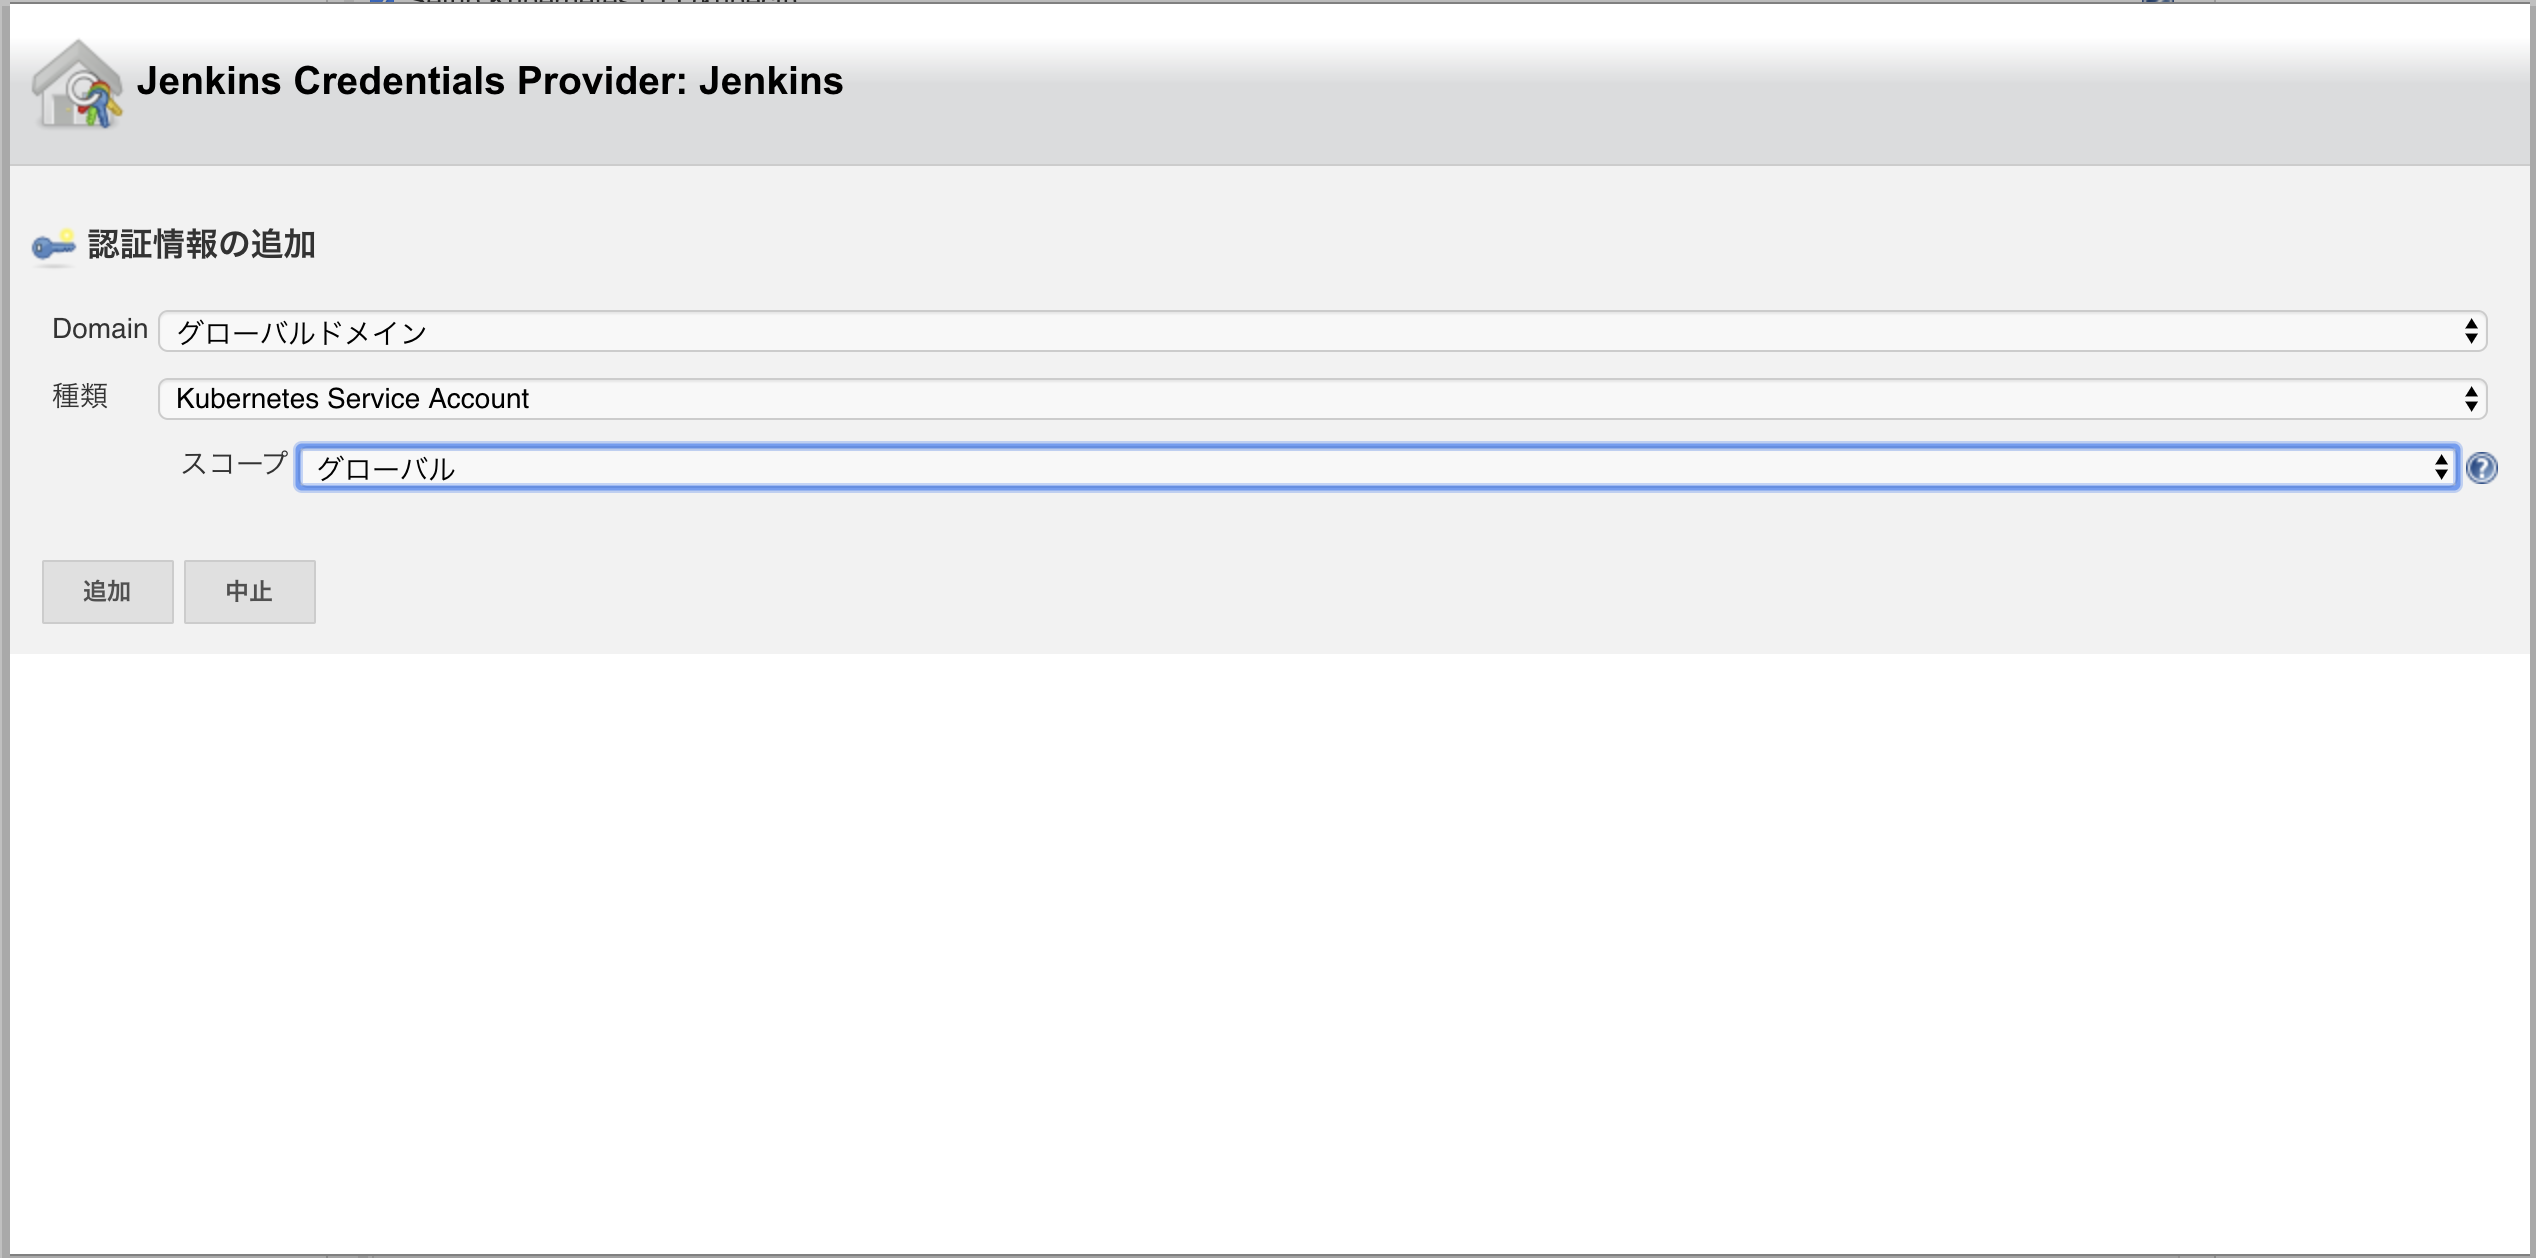 Jenkins Credentials Provider: Jenkins
認証情報の追加
Domain グローバルドメイン
種類 Kubernetes Service Account
スコープ グローバル
追加 中止